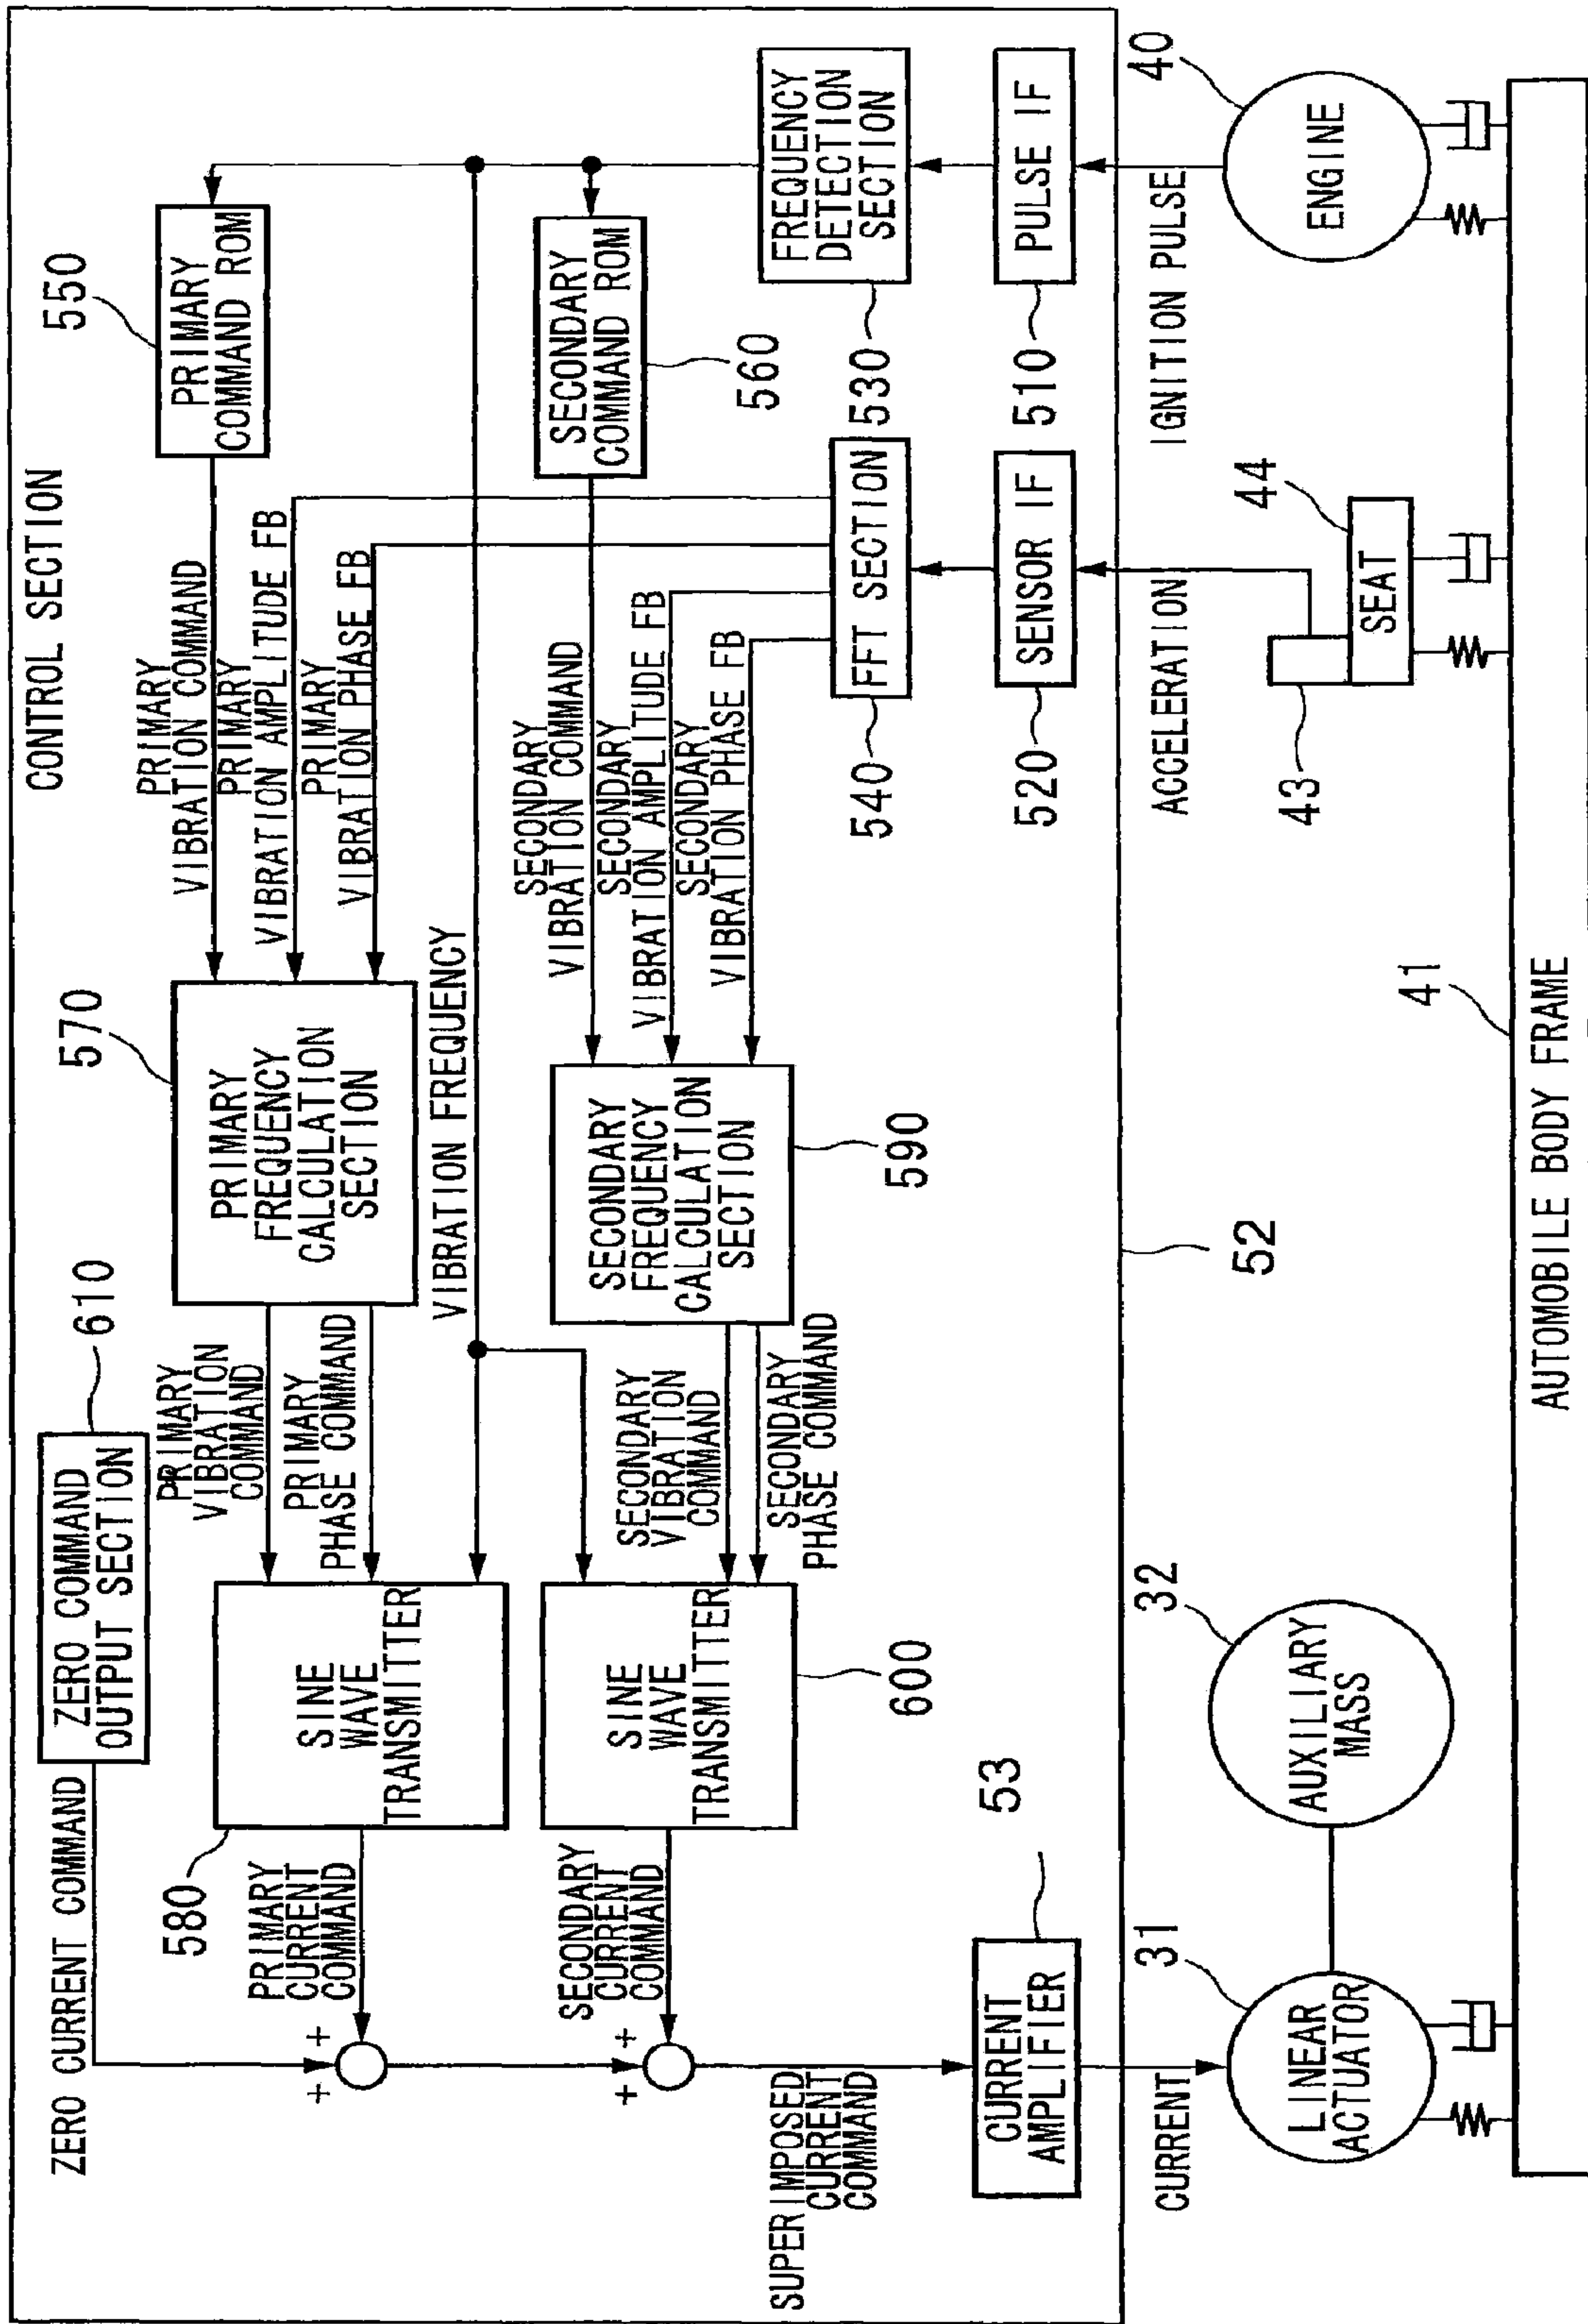 CONTROL SECTION
ZERO CURRENT COMMAND
ZERO COMMAND
OUTPUT SECTION
610
570
550
PRIMARY
CURRENT
COMMAND
580
SINE
WAVE
TRANSMITTER
PRIMARY
VIBRATION
COMMAND
PRIMARY
PHASE COMMAND
PRIMARY
FREQUENCY
CALCULATION
SECTION
PRIMARY
VIBRATION COMMAND
PRIMARY
VIBRATION AMPLITUDE FB
PRIMARY
VIBRATION PHASE FB
PRIMARY
COMMAND ROM
+
+
VIBRATION FREQUENCY
SECONDARY
CURRENT
COMMAND
SINE
WAVE
TRANSMITTER
600
SECONDARY
VIBRATION
COMMAND
SECONDARY
PHASE COMMAND
SECONDARY
FREQUENCY
CALCULATION
SECTION
590
SECONDARY
VIBRATION COMMAND
SECONDARY
VIBRATION AMPLITUDE FB
SECONDARY
VIBRATION PHASE FB
SECONDARY
COMMAND ROM
560
+
+
SUPERIMPOSED
CURRENT
COMMAND
FFT SECTION
540
FREQUENCY
DETECTION
SECTION
530
CURRENT
AMPLIFIER
53
SENSOR IF
520
PULSE IF
510
52
CURRENT
ACCELERATION
IGNITION PULSE
31
LINEAR
ACTUATOR
32
AUXILIARY
MASS
43
44
SEAT
40
ENGINE
41
AUTOMOBILE BODY FRAME